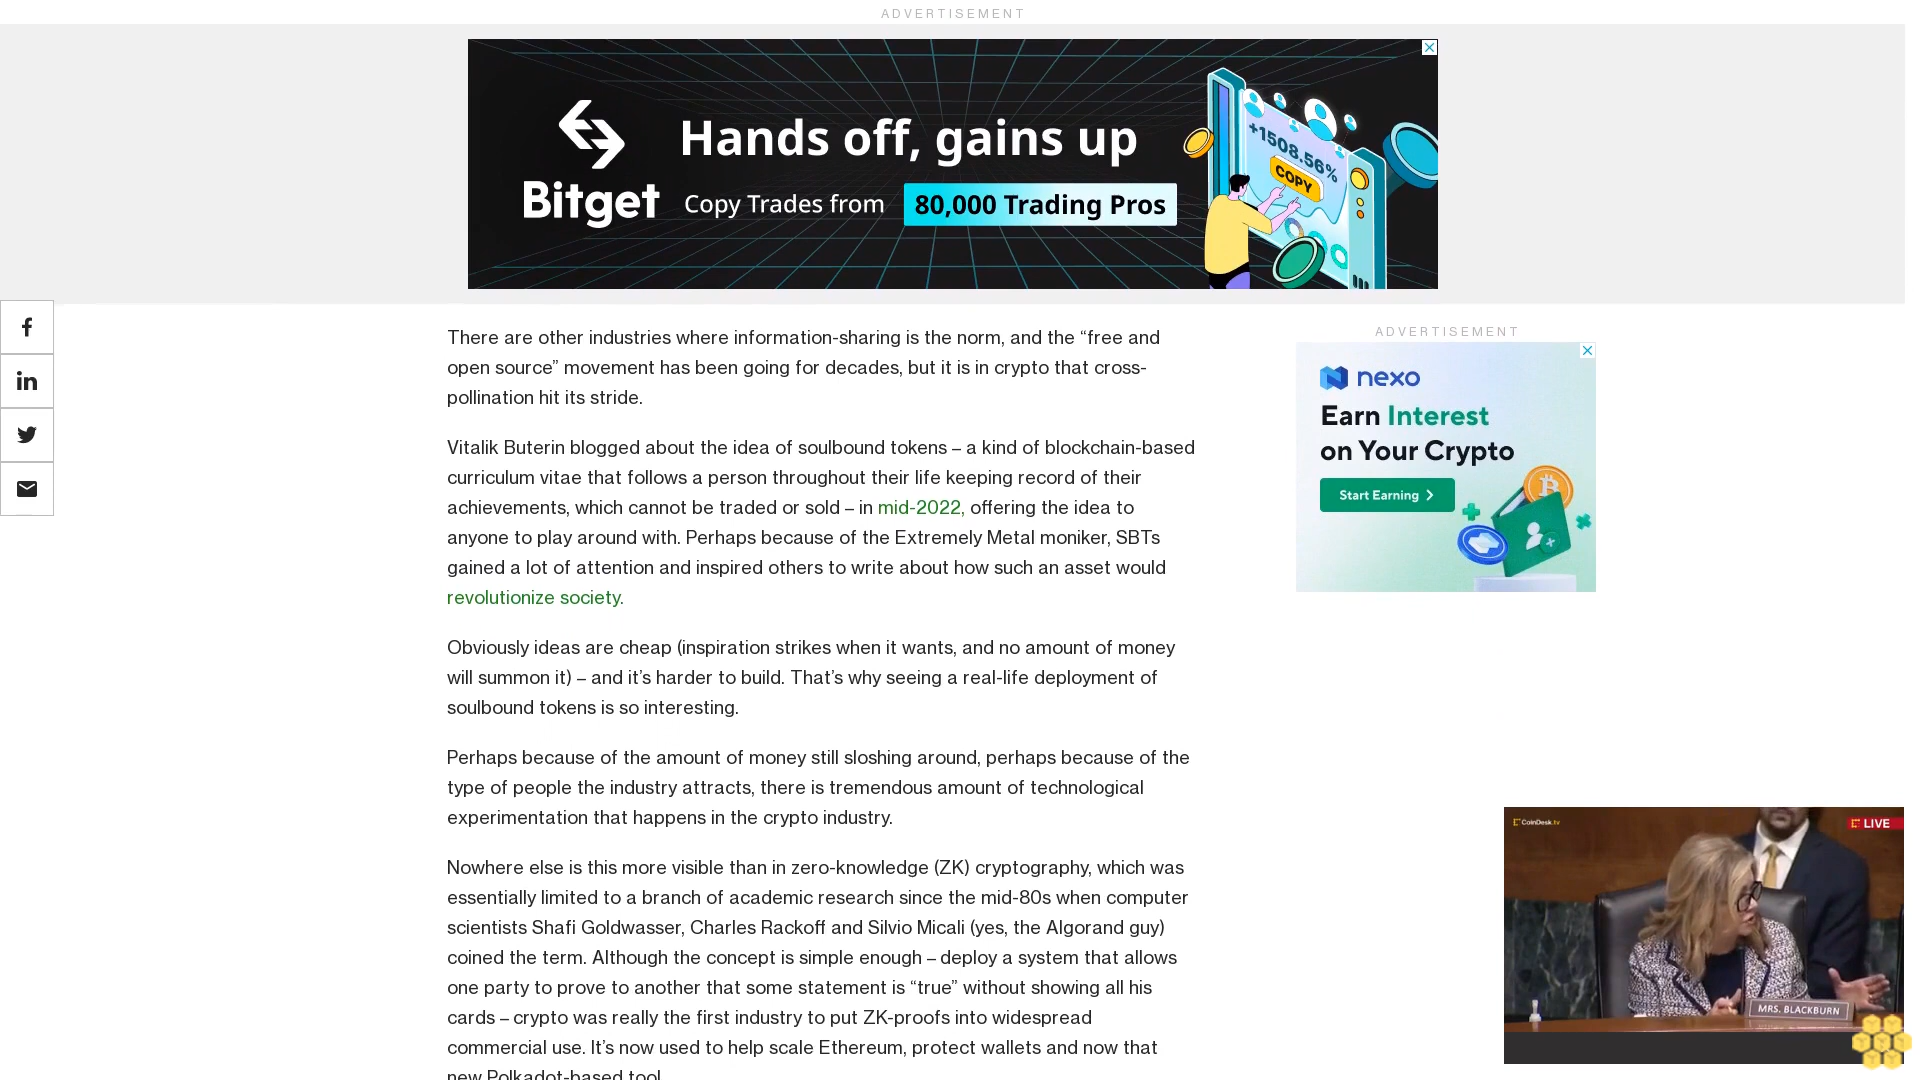 ADVERTISEMENT
Bitget
Hands off, gains up
Copy Trades from 80,000 Trading Pros
+1508.56%
COPY
There are other industries where information-sharing is the norm, and the “free and
open source” movement has been going for decades, but it is in crypto that cross-
pollination hit its stride.
Vitalik Buterin blogged about the idea of soulbound tokens – a kind of blockchain-based
curriculum vitae that follows a person throughout their life keeping record of their
achievements, which cannot be traded or sold – in mid-2022, offering the idea to
anyone to play around with. Perhaps because of the Extremely Metal moniker, SBTs
gained a lot of attention and inspired others to write about how such an asset would
revolutionize society.
Obviously ideas are cheap (inspiration strikes when it wants, and no amount of money
will summon it) – and it’s harder to build. That’s why seeing a real-life deployment of
soulbound tokens is so interesting.
Perhaps because of the amount of money still sloshing around, perhaps because of the
type of people the industry attracts, there is tremendous amount of technological
experimentation that happens in the crypto industry.
Nowhere else is this more visible than in zero-knowledge (ZK) cryptography, which was
essentially limited to a branch of academic research since the mid-80s when computer
scientists Shafi Goldwasser, Charles Rackoff and Silvio Micali (yes, the Algorand guy)
coined the term. Although the concept is simple enough – deploy a system that allows
one party to prove to another that some statement is “true” without showing all his
cards – crypto was really the first industry to put ZK-proofs into widespread
commercial use. It’s now used to help scale Ethereum, protect wallets and now that
new Polkadot-based tool
ADVERTISEMENT
nexo
Earn Interest
on Your Crypto
Start Earning
CoinDesk.tv
LIVE
MRS. BLACKBURN